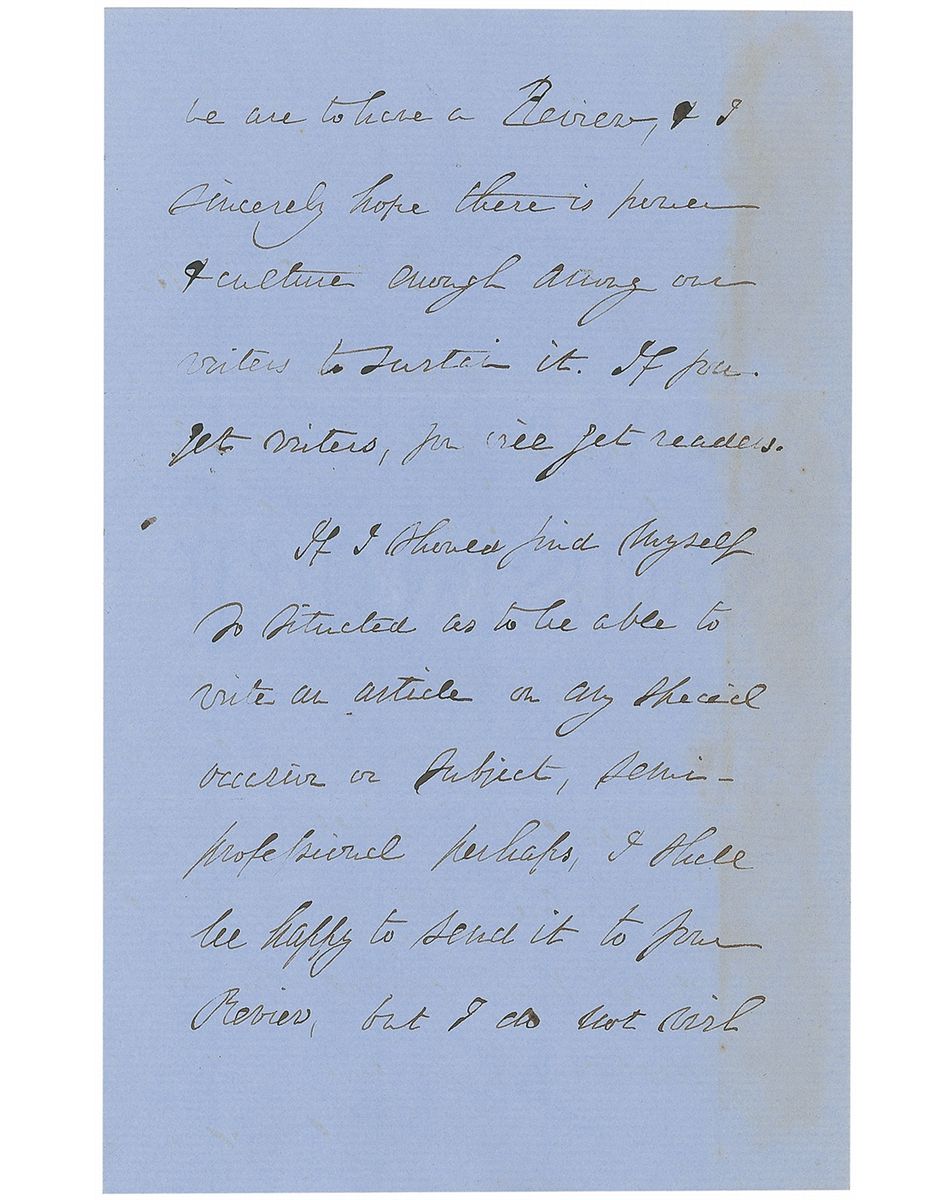 we are to have a Review, & I
sincerely hope there is power
& culture enough among our
writers to sustain it. If you
get writers, you will get readers.
If I should find myself
so situated as to be able to
write an article on any special
occasion or subject, semi-
professional perhaps, I shall
be happy to send it to your
Review, but I do not wish